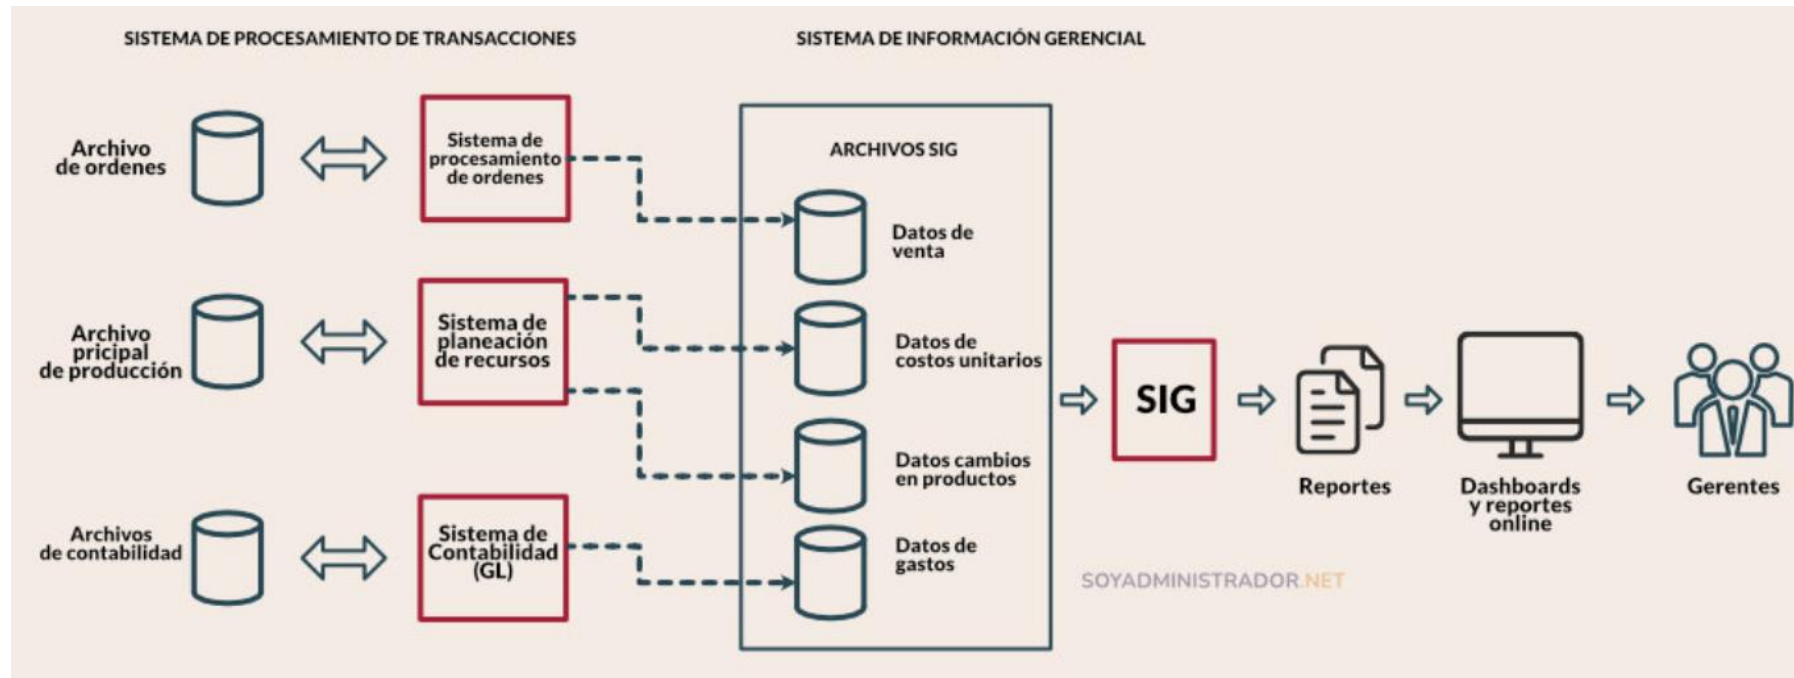 SISTEMA DE PROCESAMIENTO DE TRANSACCIONES
SISTEMA DE INFORMACIÓN GERENCIAL
Archivo
de ordenes
Sistema de
procesamiento
de ordenes
ARCHIVOS SIG
Datos de
venta
Archivo
pricipal
de producción
Sistema de
planeación
de recursos
Datos de
costos unitarios
Datos cambios
en productos
SIG
Reportes
Dashboards
y reportes
online
Gerentes
Archivos
de contabilidad
Sistema de
Contabilidad
(GL)
Datos de
gastos
SOYADMINISTRADOR.NET